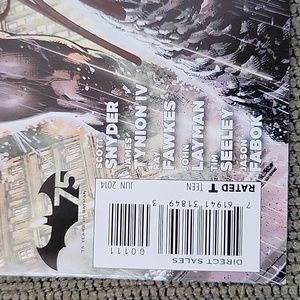 SCOTT
SNYDER
JAMES
TYNION IV
RAY
FAWKES
JOHN
LAYMAN
TIM
SEELEY
JASON
FABOK
RATED T TEEN
JUN 2014
75
DIRECT SALES
00111
7 61941 31849 3